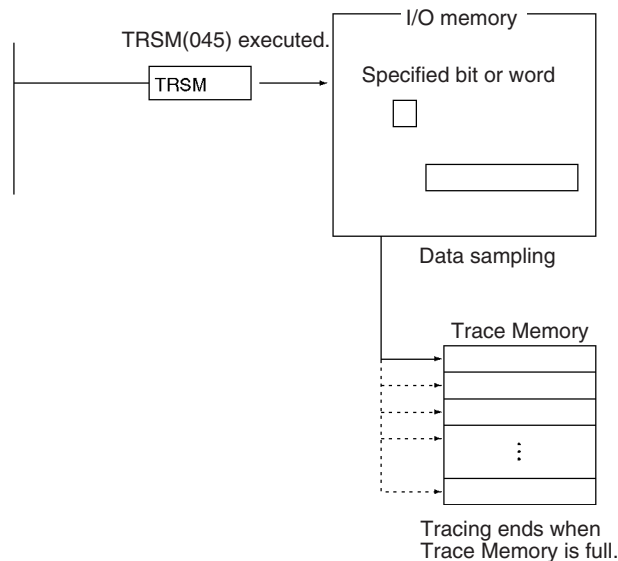 I/O memory
TRSM(045) executed.
TRSM
Specified bit or word
Data sampling
Trace Memory
Tracing ends when
Trace Memory is full.